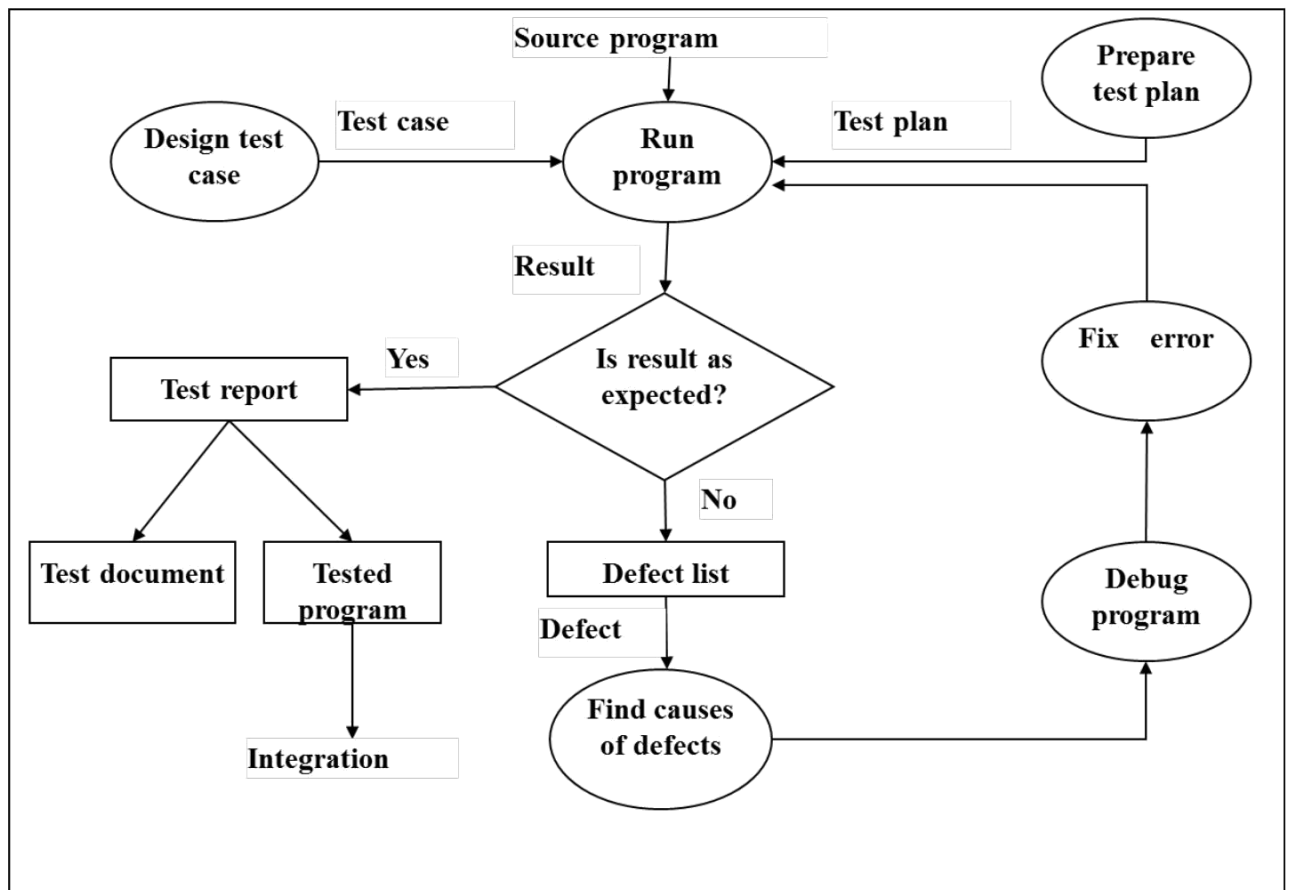 Source program
Prepare
test plan
Test case
Test plan
Design test
case
Run
program
Result
Fix error
Yes
Is result as
expected?
Test report
No
Test document
Tested
program
Defect list
Debug
program
Defect
Find causes
of defects
Integration